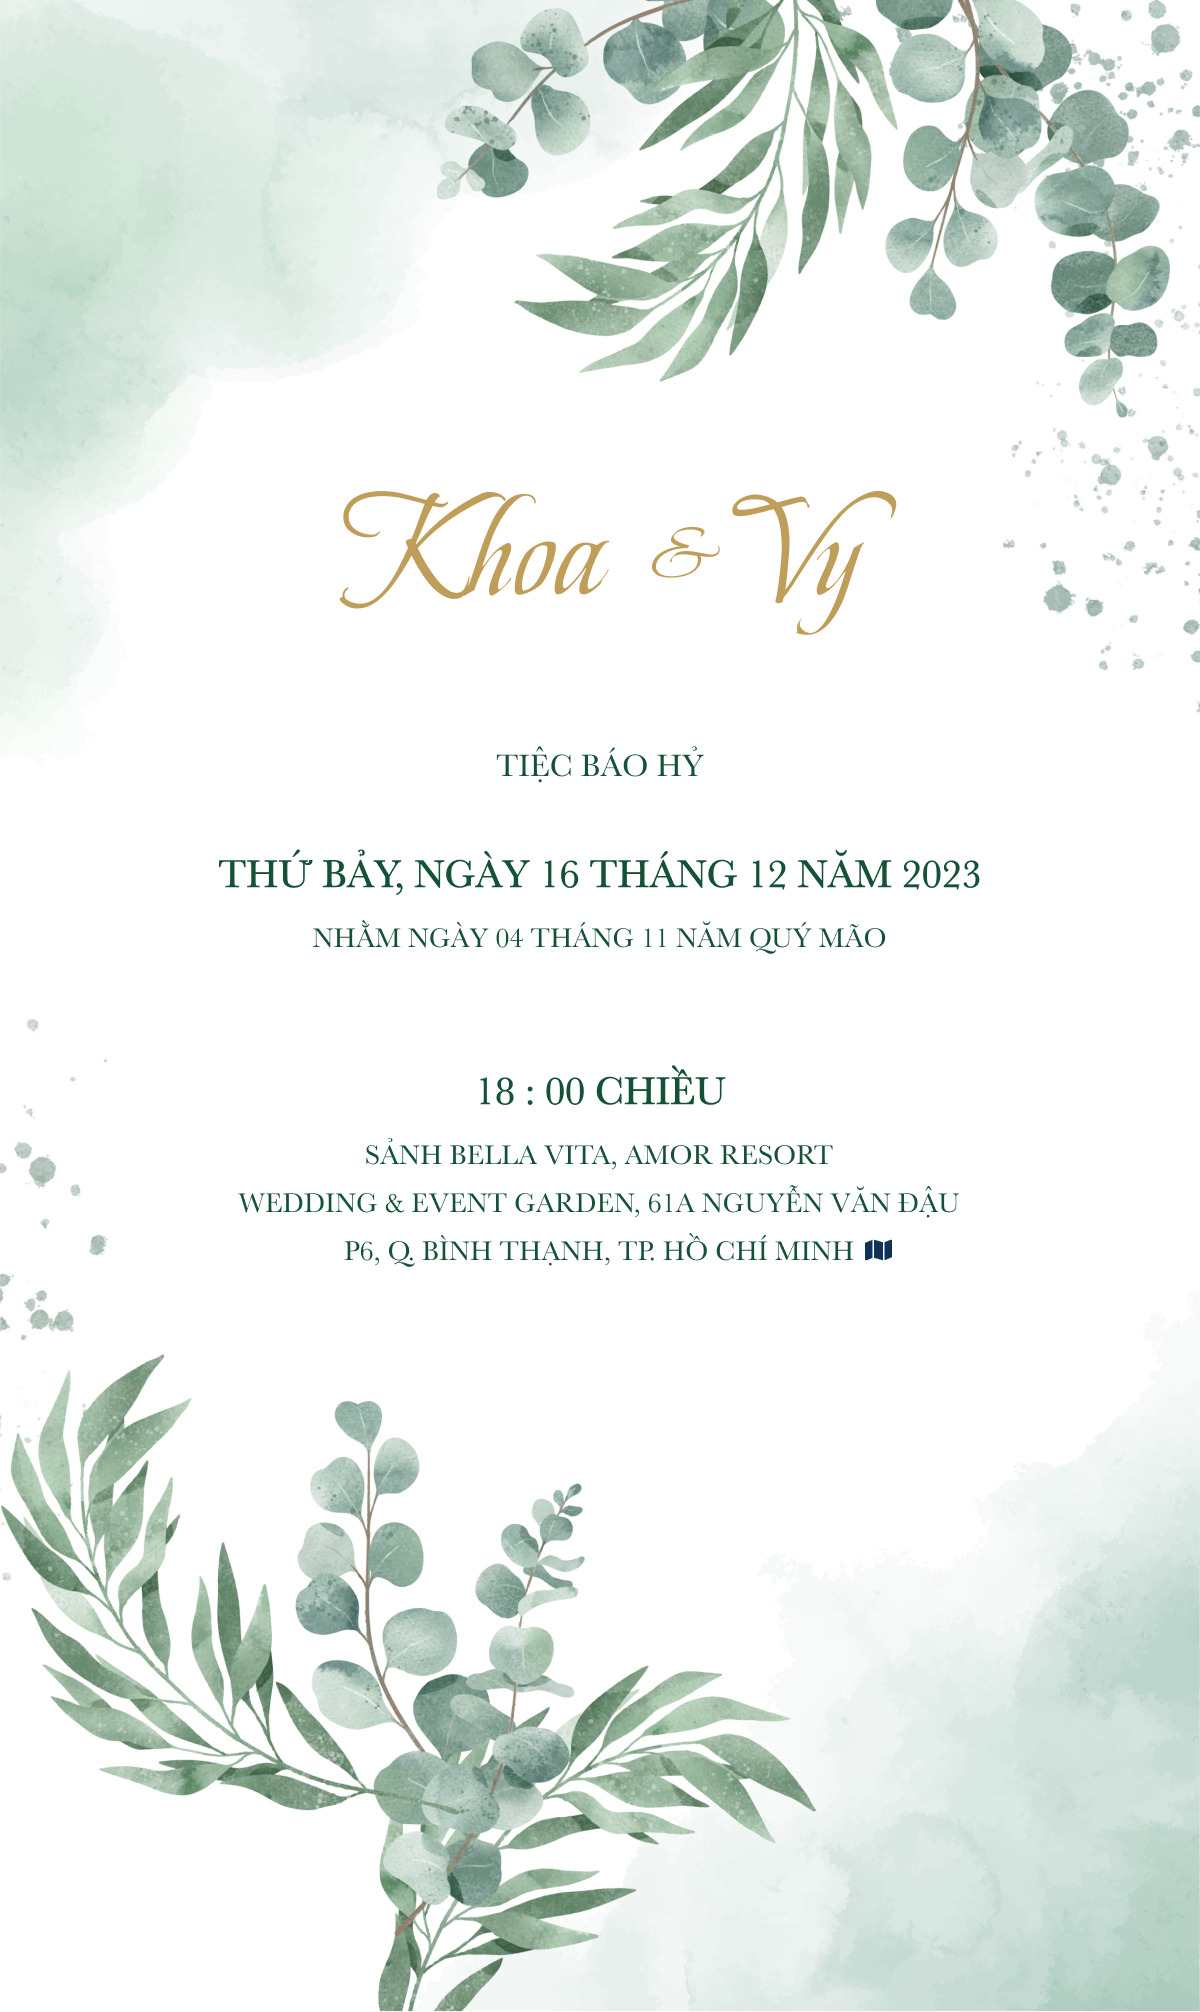 Khoa & Vy
TIỆC BÁO HỶ
THỨ BẢY, NGÀY 16 THÁNG 12 NĂM 2023
NHẰM NGÀY 04 THÁNG 11 NĂM QUÝ MÃO
18 : 00 CHIỀU
SẢNH BELLA VITA, AMOR RESORT
WEDDING & EVENT GARDEN, 61A NGUYỄN VĂN ĐẬU
P6, Q. BÌNH THẠNH, TP. HỒ CHÍ MINH